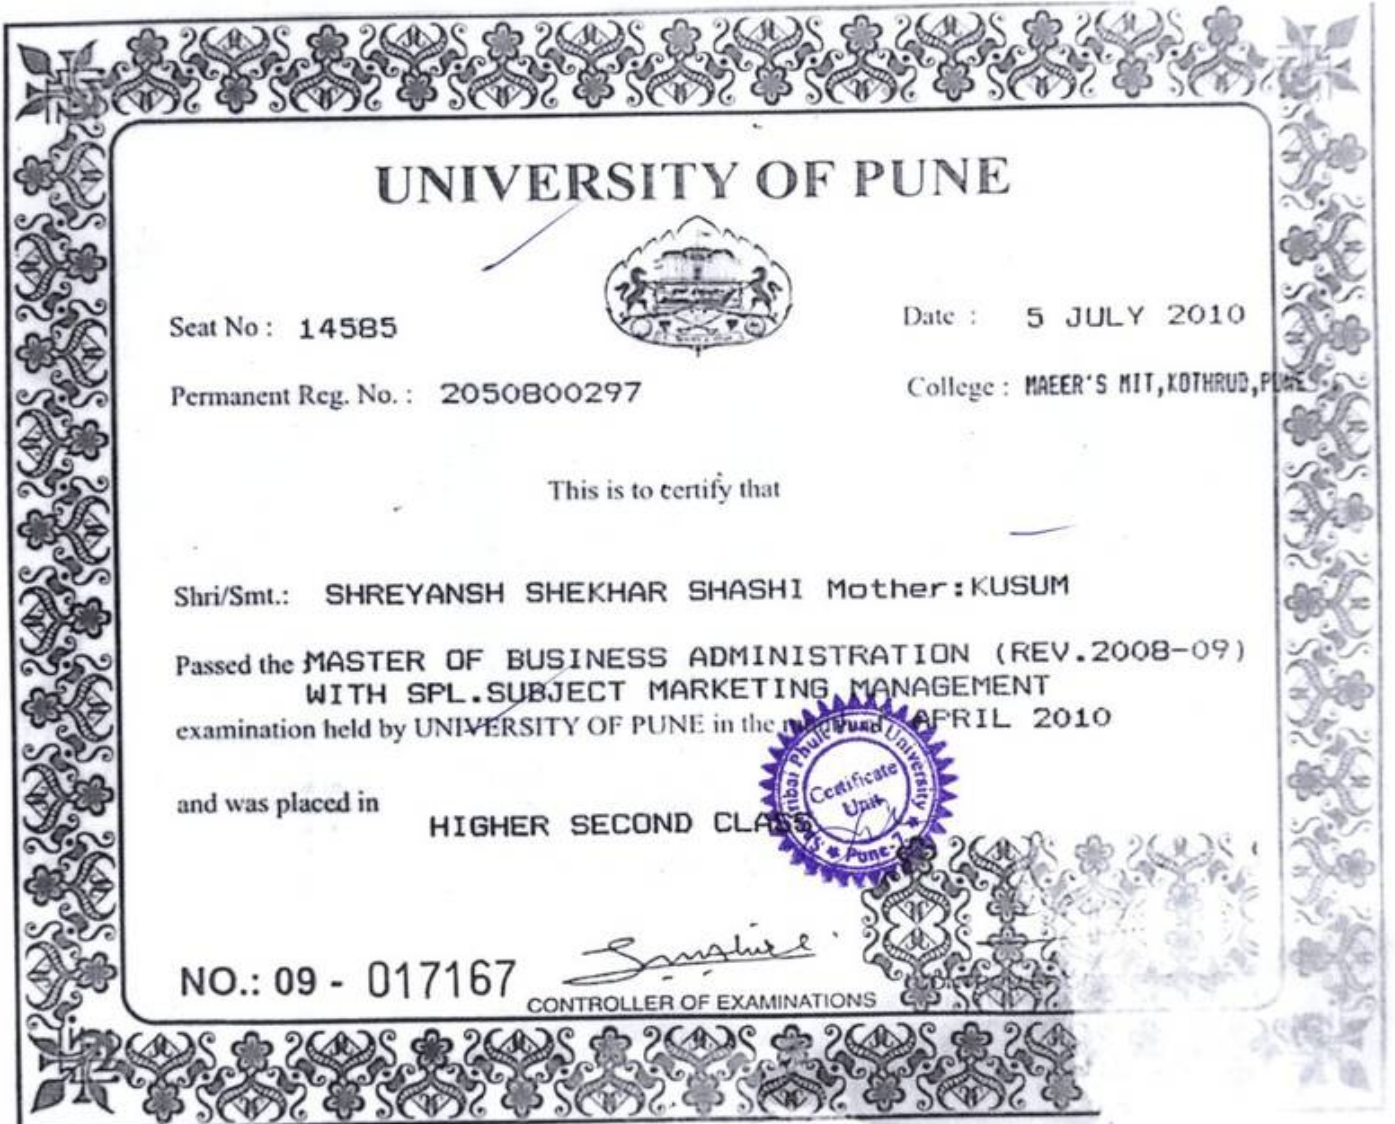 UNIVERSITY OF PUNE
Seat No : 14585
Date : 5 JULY 2010
Permanent Reg. No. : 2050800297
College : MAEER'S MIT,KOTHRUD,PUNE
This is to certify that
Shri/Smt.: SHREYANSH SHEKHAR SHASHI Mother:KUSUM
Passed the MASTER OF BUSINESS ADMINISTRATION (REV.2008-09)
WITH SPL.SUBJECT MARKETING MANAGEMENT
examination held by UNIVERSITY OF PUNE in the APRIL 2010
and was placed in
HIGHER SECOND CLASS
Phule Pune University
Certificate
Unit
Pune-7
NO.: 09 - 017167
CONTROLLER OF EXAMINATIONS